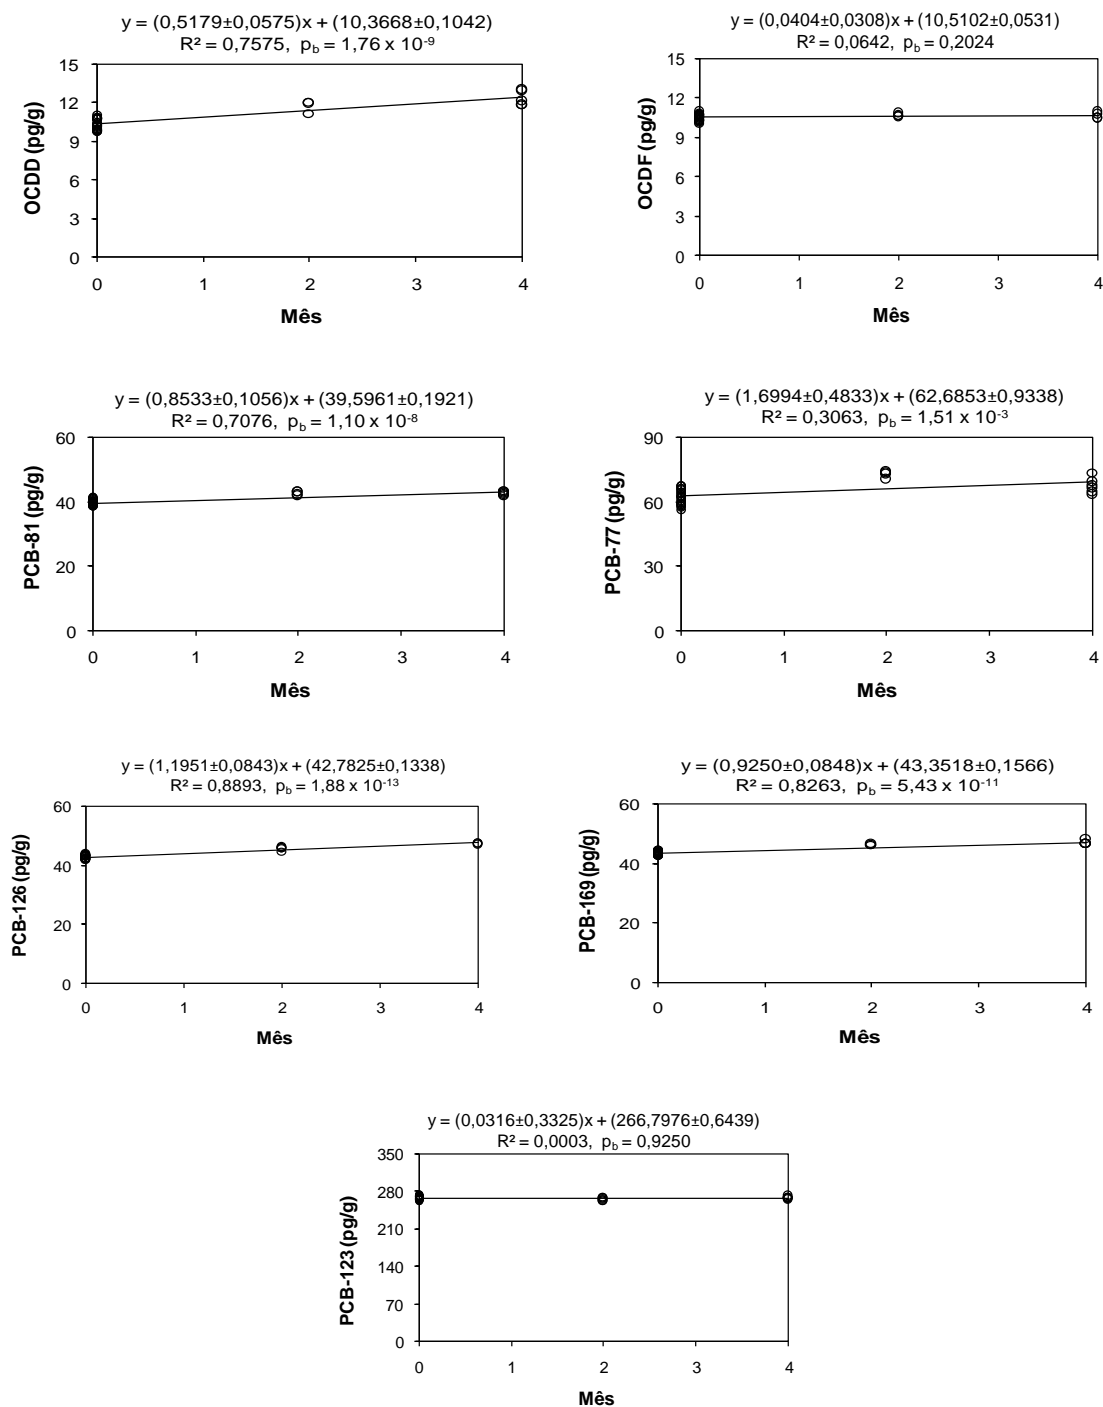 y = (0,5179±0,0575)x + (10,3668±0,1042)
R² = 0,7575, p_b = 1,76 x 10⁻⁹
15
12
9
6
3
0
OCDD (pg/g)
0 1 2 3 4
Mês
y = (0,0404±0,0308)x + (10,5102±0,0531)
R² = 0,0642, p_b = 0,2024
15
12
9
6
3
0
OCDF (pg/g)
0 1 2 3 4
Mês
y = (0,8533±0,1056)x + (39,5961±0,1921)
R² = 0,7076, p_b = 1,10 x 10⁻⁸
60
40
20
0
PCB-81 (pg/g)
0 1 2 3 4
Mês
y = (1,6994±0,4833)x + (62,6853±0,9338)
R² = 0,3063, p_b = 1,51 x 10⁻³
90
60
30
0
PCB-77 (pg/g)
0 1 2 3 4
Mês
y = (1,1951±0,0843)x + (42,7825±0,1338)
R² = 0,8893, p_b = 1,88 x 10⁻¹³
60
40
20
0
PCB-126 (pg/g)
0 1 2 3 4
Mês
y = (0,9250±0,0848)x + (43,3518±0,1566)
R² = 0,8263, p_b = 5,43 x 10⁻¹¹
60
40
20
0
PCB-169 (pg/g)
0 1 2 3 4
Mês
y = (0,0316±0,3325)x + (266,7976±0,6439)
R² = 0,0003, p_b = 0,9250
350
280
210
140
70
0
PCB-123 (pg/g)
0 1 2 3 4
Mês